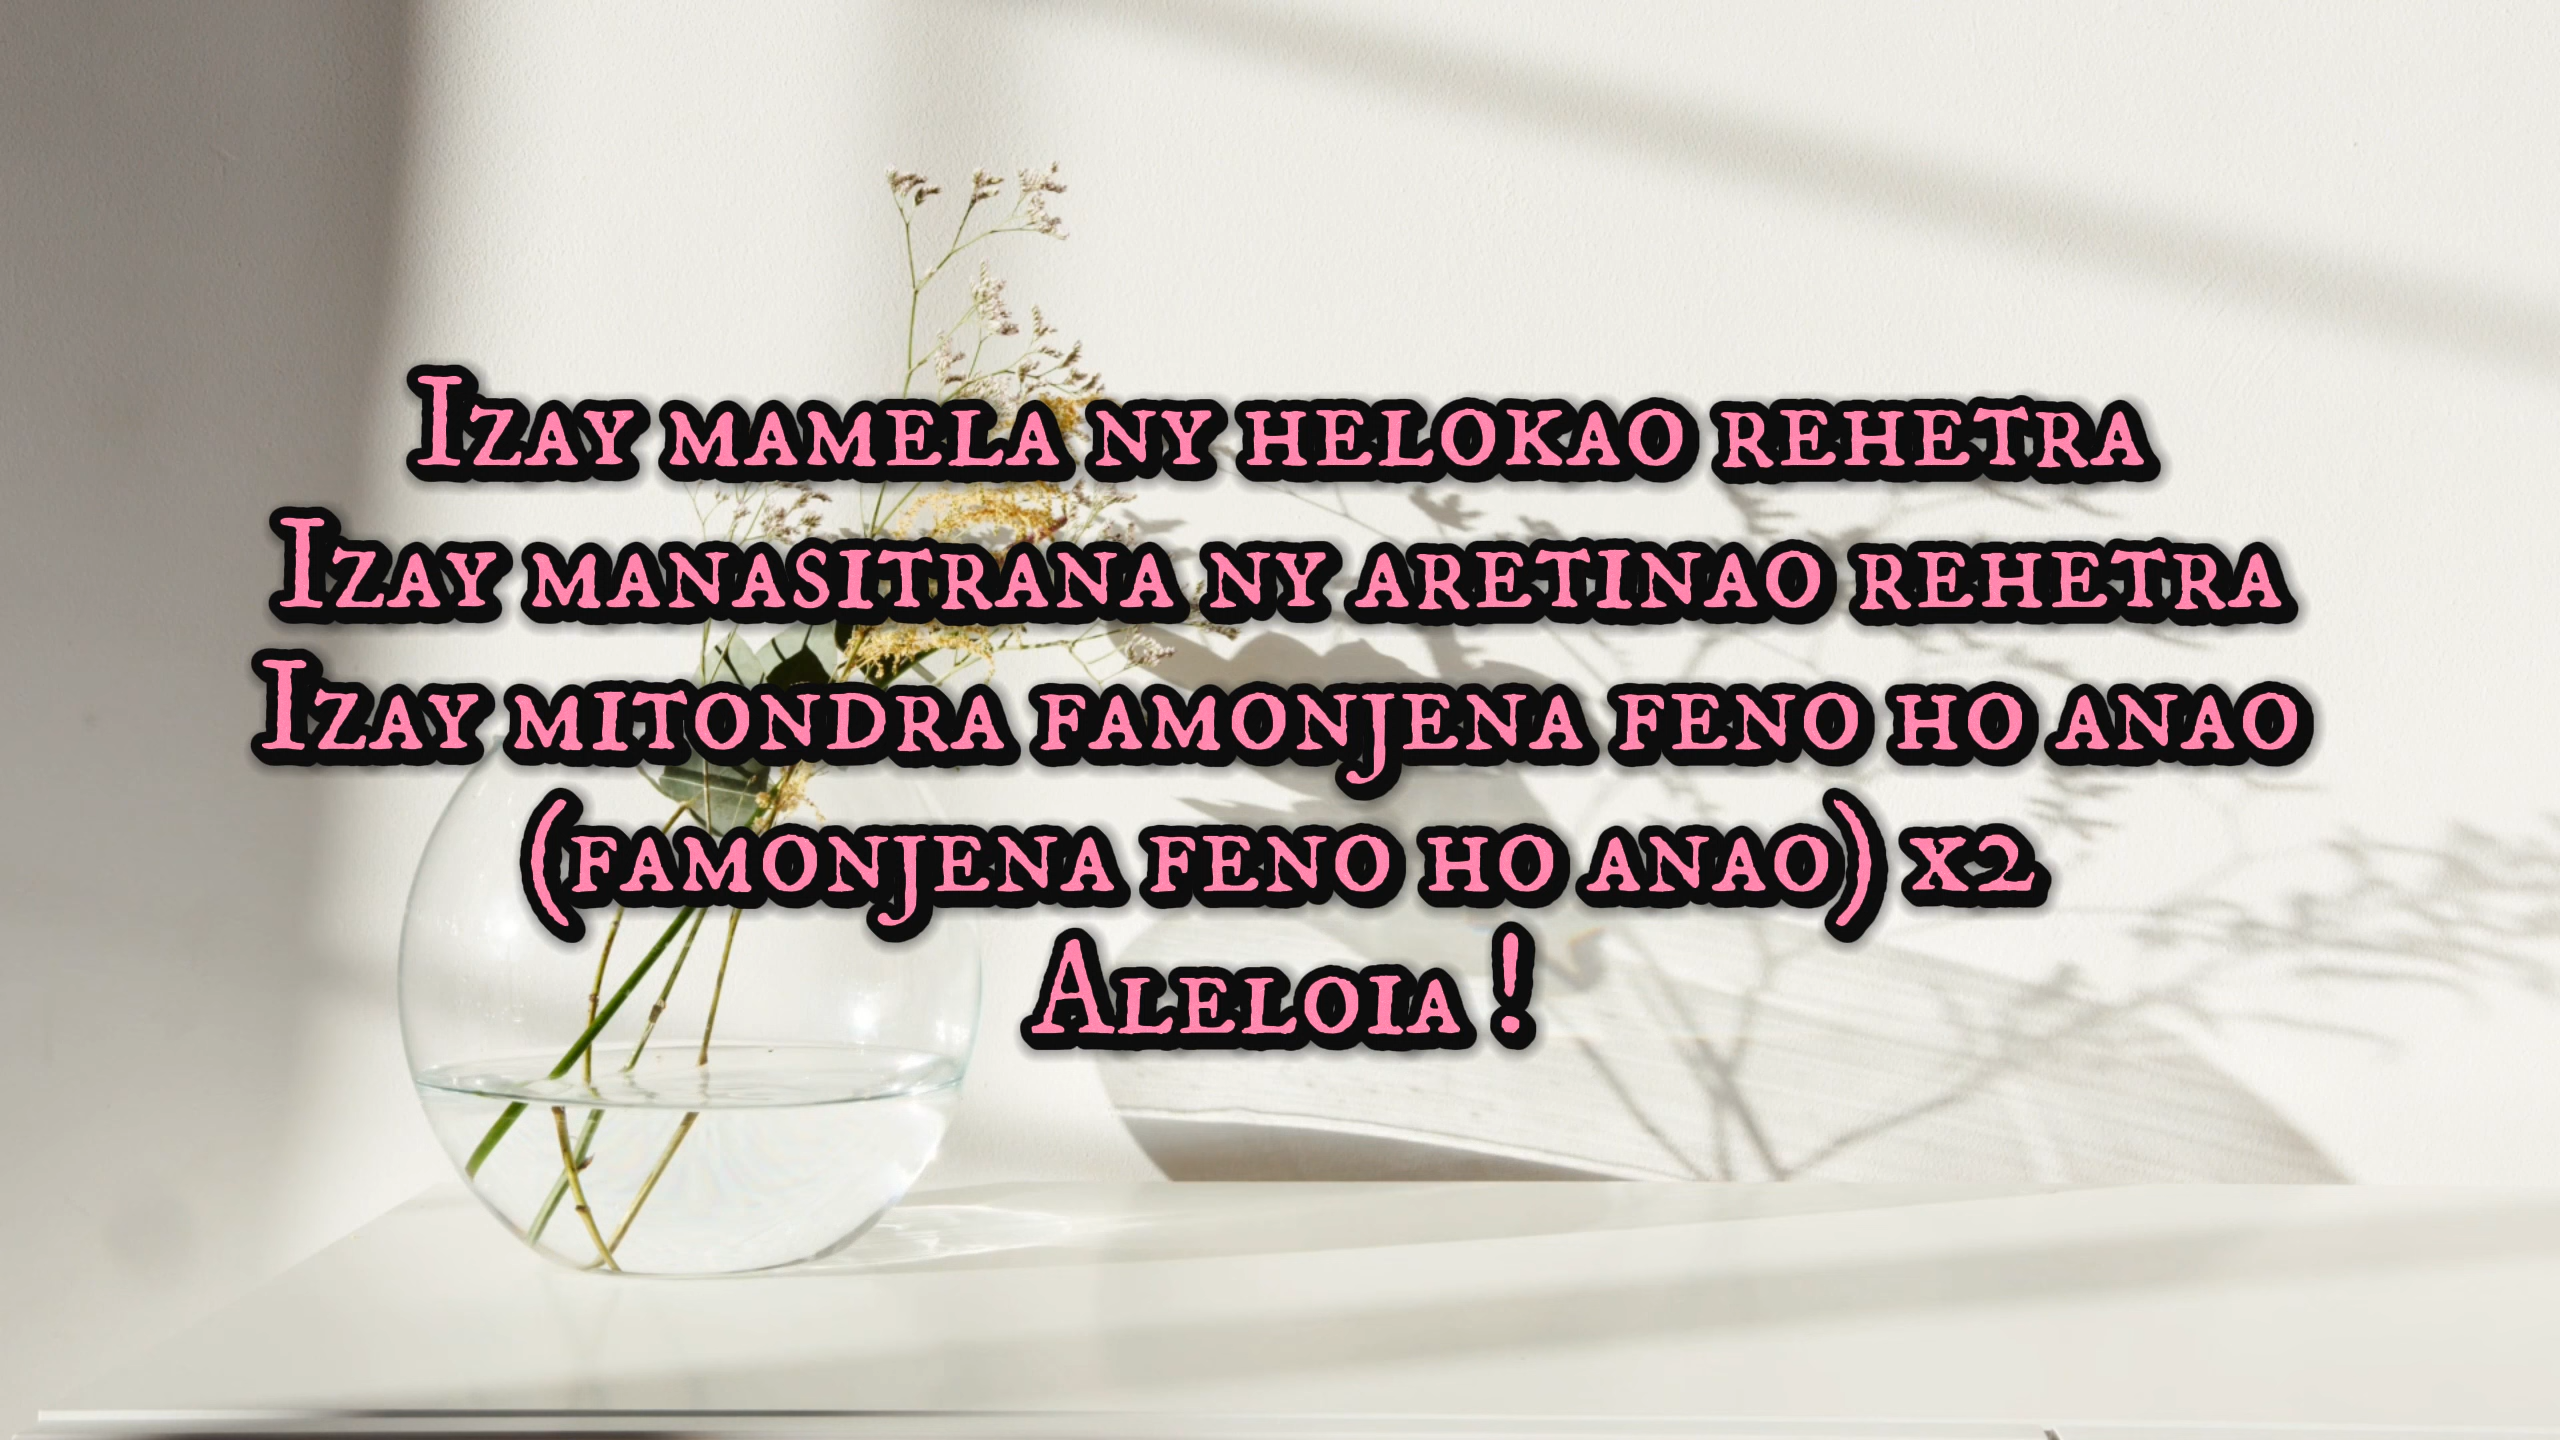 Izay mamela ny helokao rehetra
Izay manasitrana ny aretinao rehetra
Izay mitondra famonjena feno ho anao
(famonjena feno ho anao) x2
Aleloia !